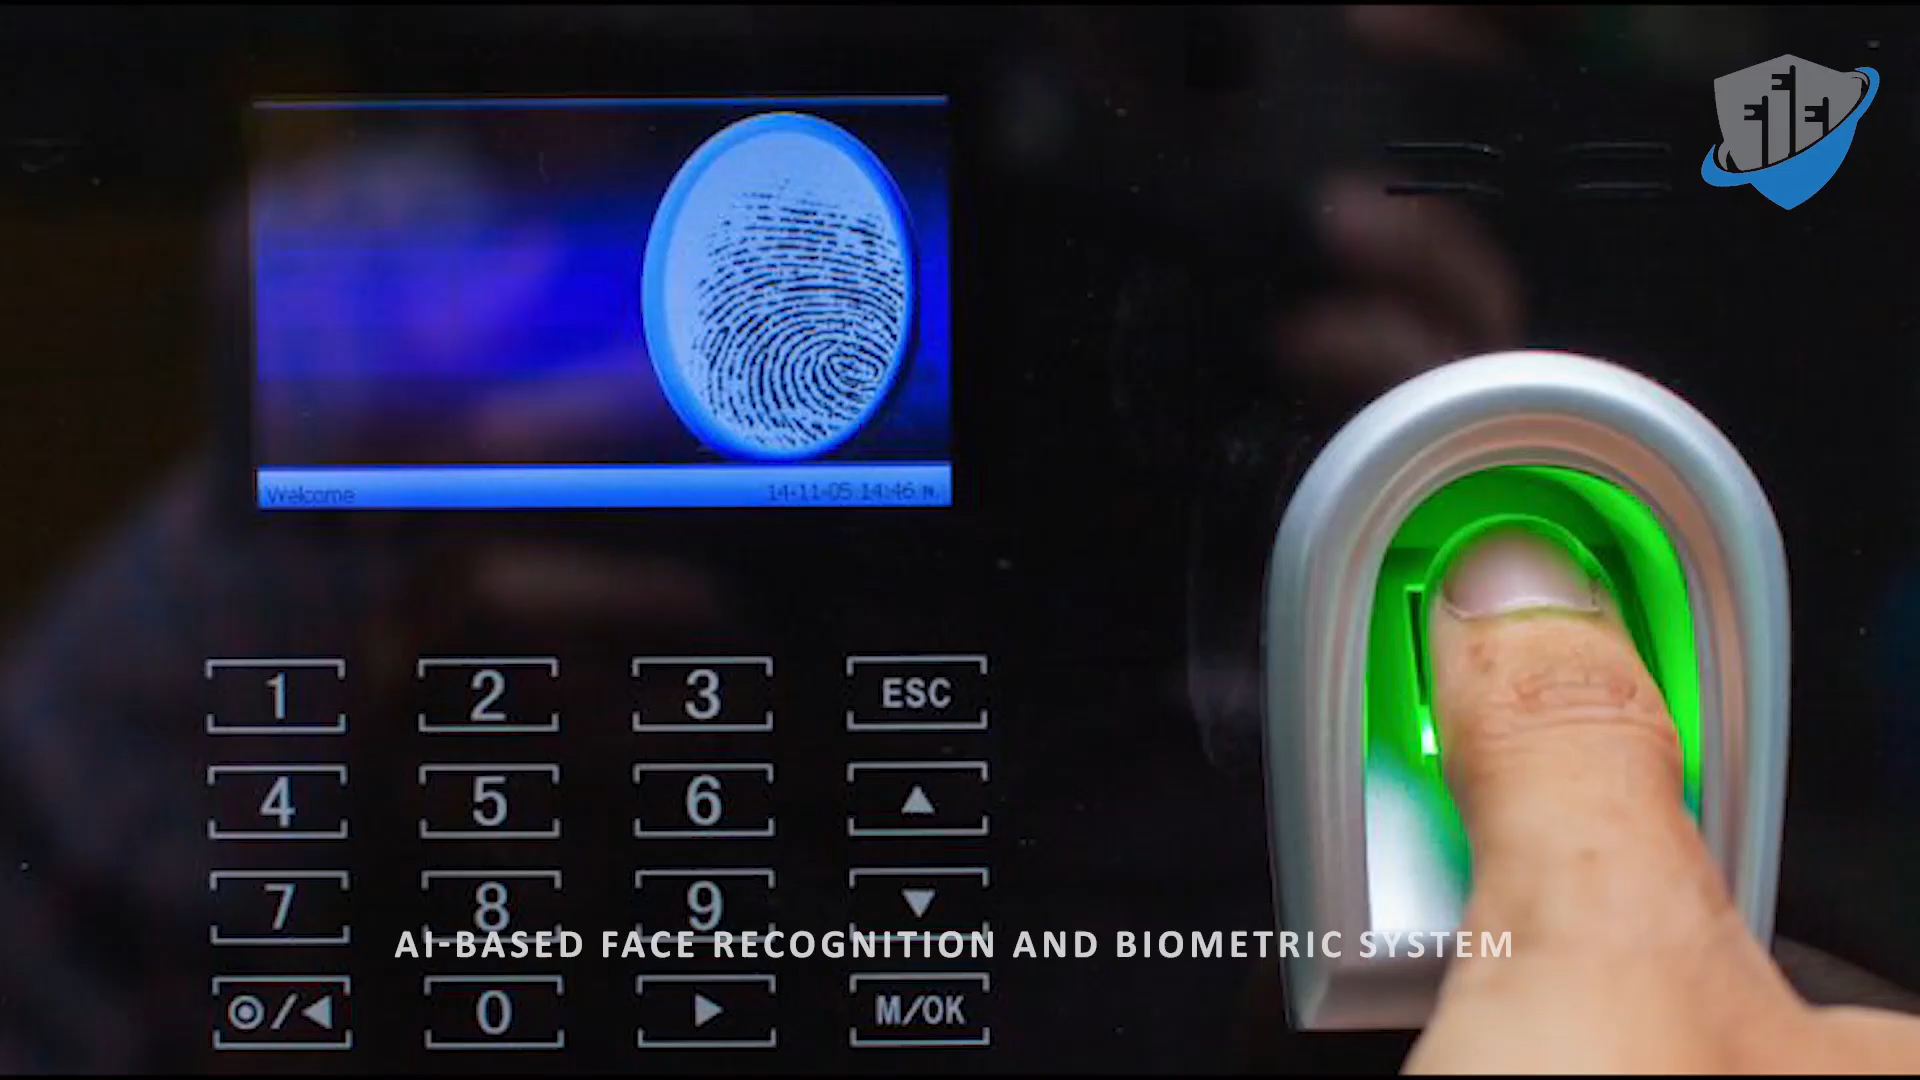 Welcome 14-11-05 14:46
1 2 3 ESC
4 5 6
7 8 9
AI-BASED FACE RECOGNITION AND BIOMETRIC SYSTEM
0 M/OK